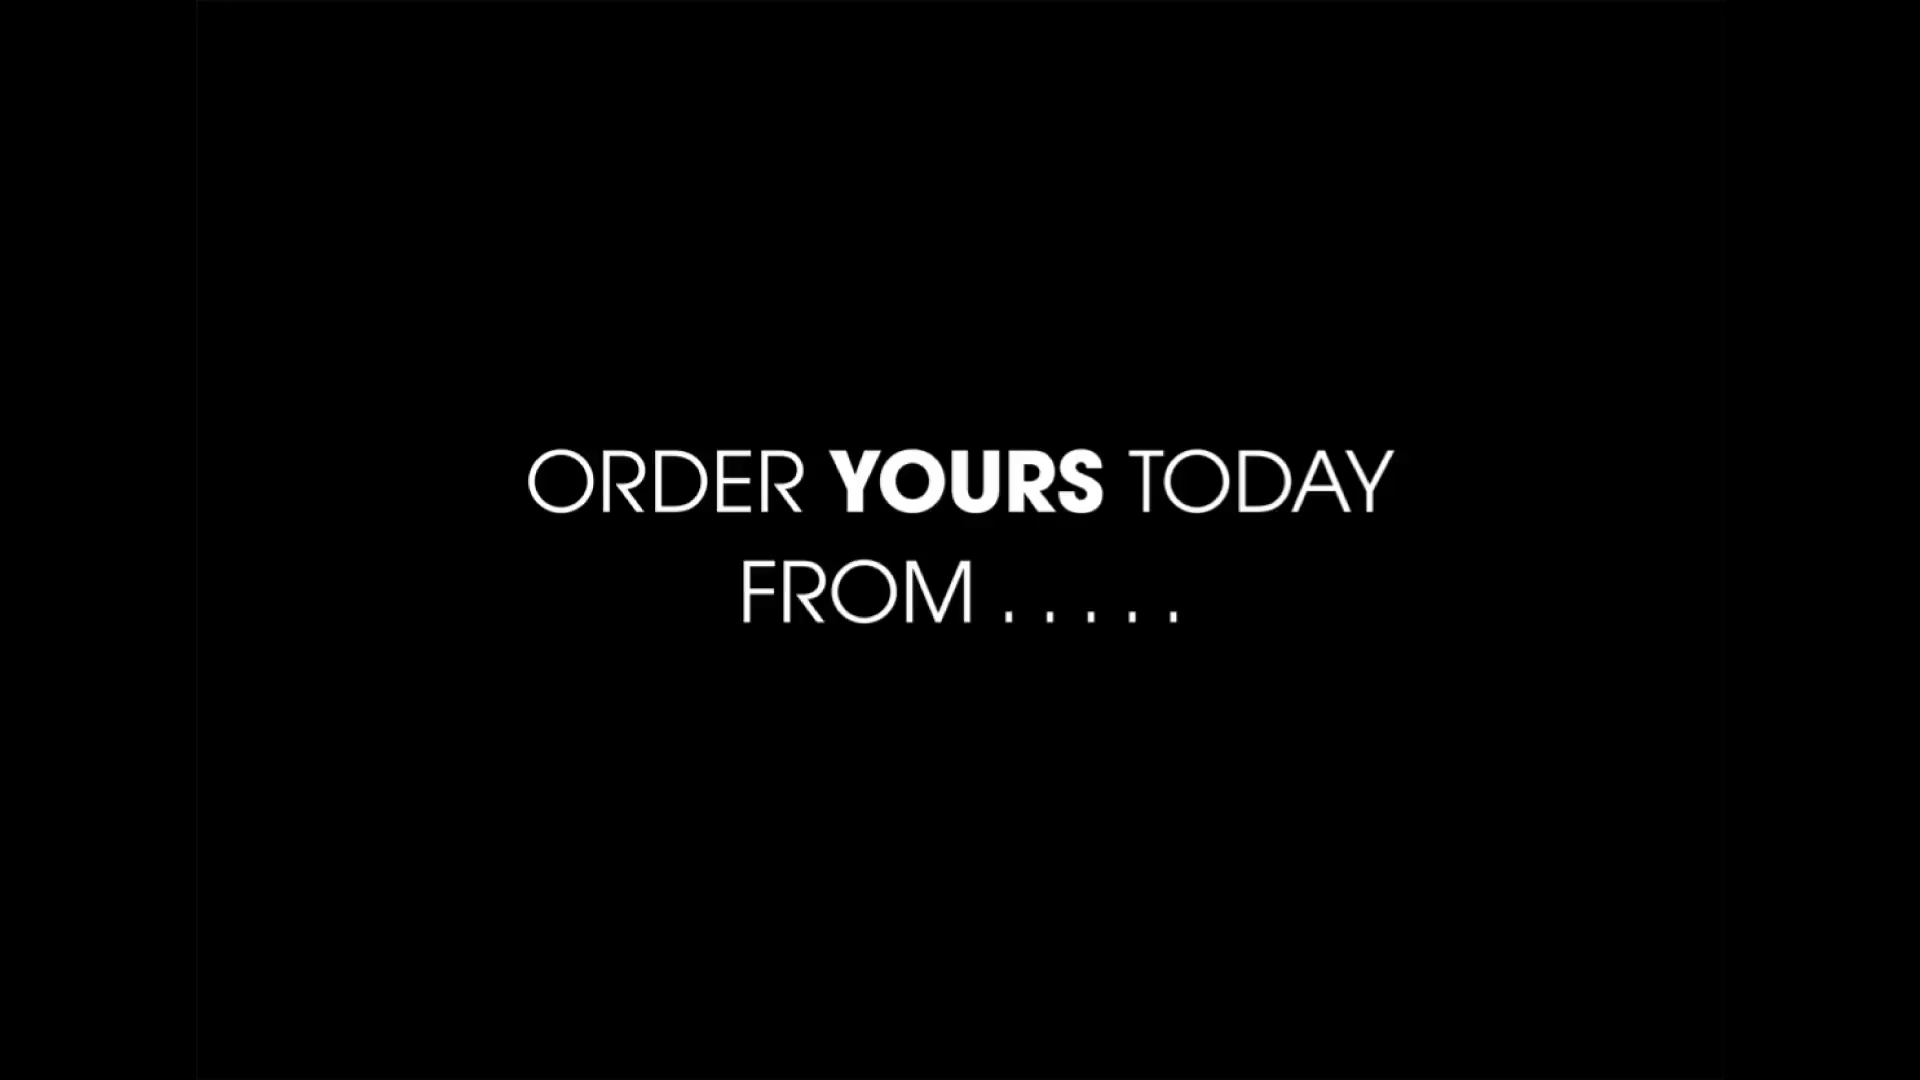 ORDER YOURS TODAY
FROM . . . . .